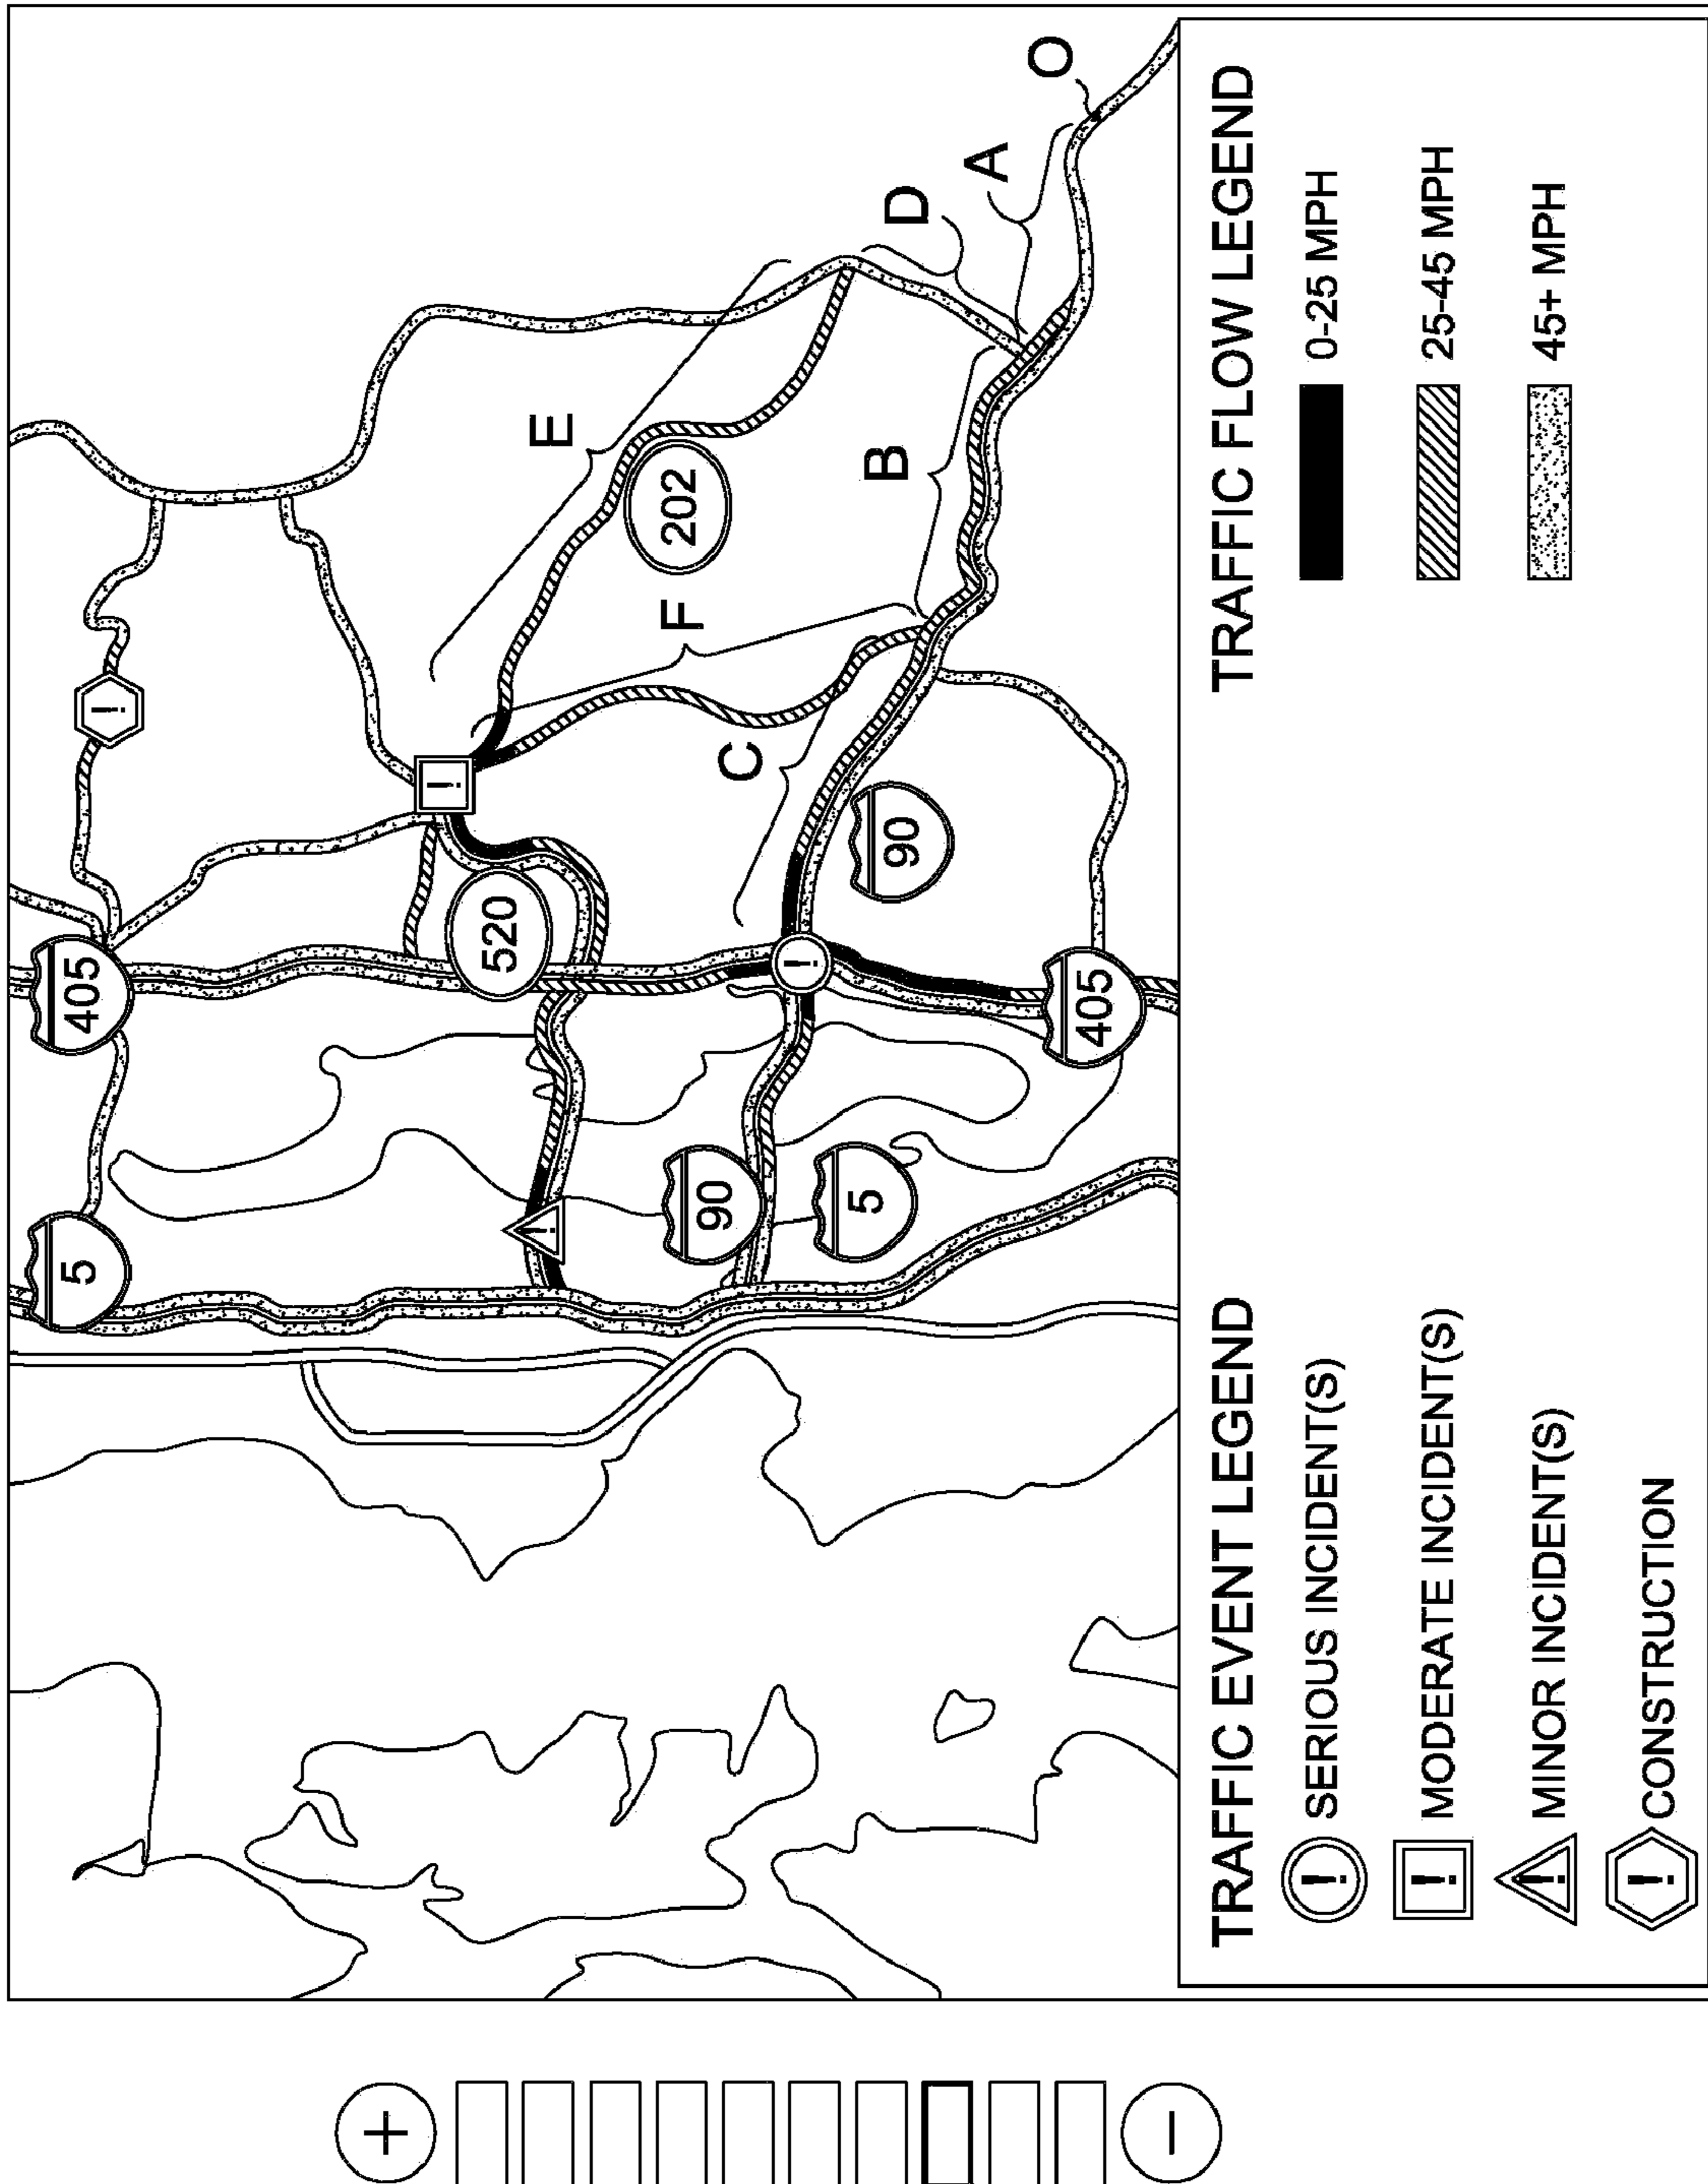 405
5
405
520
90
5
90
202
E
F
C
B
D
A
O
TRAFFIC EVENT LEGEND
! SERIOUS INCIDENT(S)
! MODERATE INCIDENT(S)
! MINOR INCIDENT(S)
! CONSTRUCTION
TRAFFIC FLOW LEGEND
0-25 MPH
25-45 MPH
45+ MPH
!
!
!
!
+
−